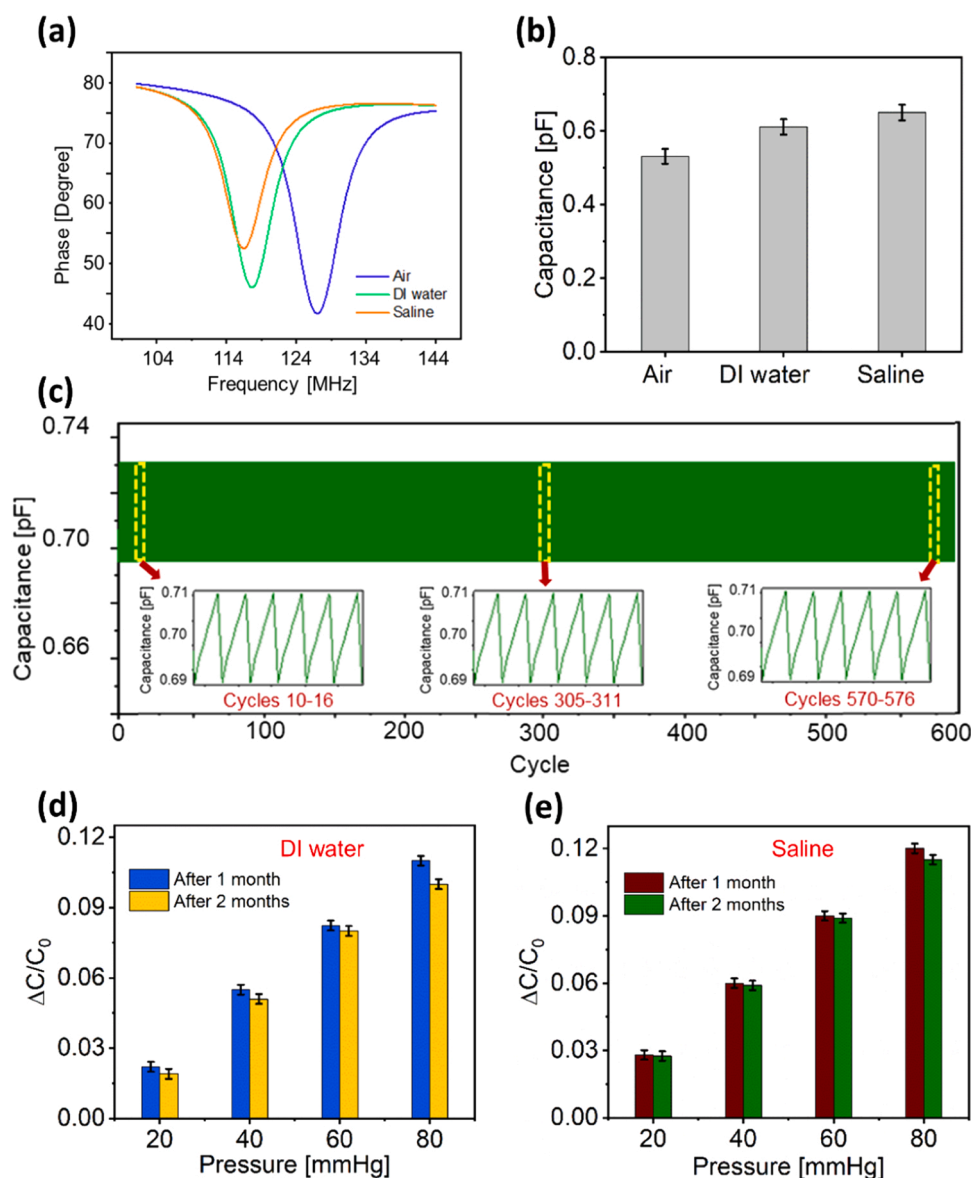 (a)
80
70
60
50
40
Phase [Degree]
Air
DI water
Saline
104 114 124 134 144
Frequency [MHz]
(b)
0.8
0.6
0.4
0.2
0.0
Capacitance [pF]
Air DI water Saline
(c)
0.74
0.70
0.66
Capacitance [pF]
0.71
0.70
0.69
Capacitance [pF]
Cycles 10-16
0.71
0.70
0.69
Capacitance [pF]
Cycles 305-311
0.71
0.70
0.69
Capacitance [pF]
Cycles 570-576
0 100 200 300 400 500 600
Cycle
(d)
DI water
After 1 month
After 2 months
0.12
0.09
0.06
0.03
0.00
ΔC/C₀
20 40 60 80
Pressure [mmHg]
(e)
Saline
After 1 month
After 2 months
0.12
0.09
0.06
0.03
0.00
ΔC/C₀
20 40 60 80
Pressure [mmHg]